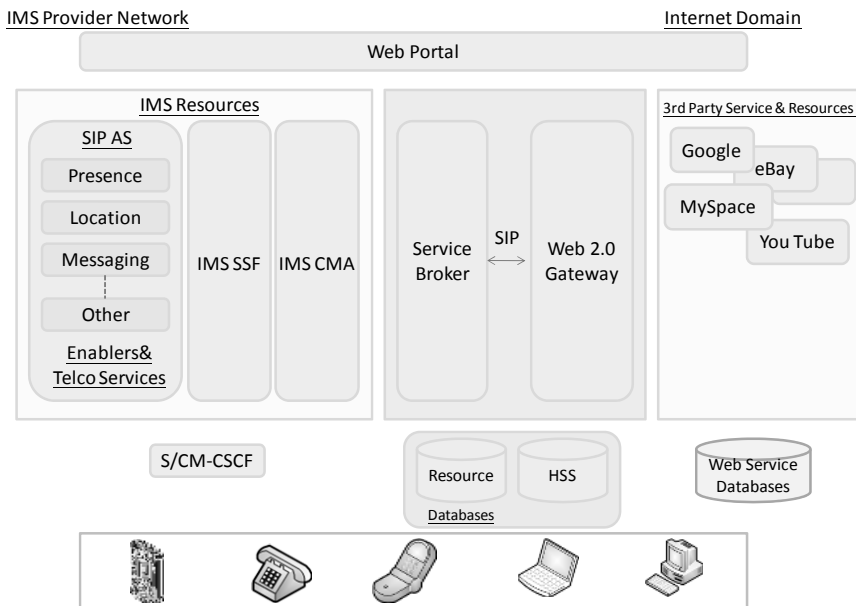 IMS Provider Network
Internet Domain
Web Portal
IMS Resources
SIP AS
Presence
Location
Messaging
Other
Enablers&
Telco Services
IMS SSF
IMS CMA
Service
Broker
SIP
Web 2.0
Gateway
3rd Party Service & Resources
Google
eBay
MySpace
You Tube
S/CM-CSCF
Resource
HSS
Databases
Web Service
Databases